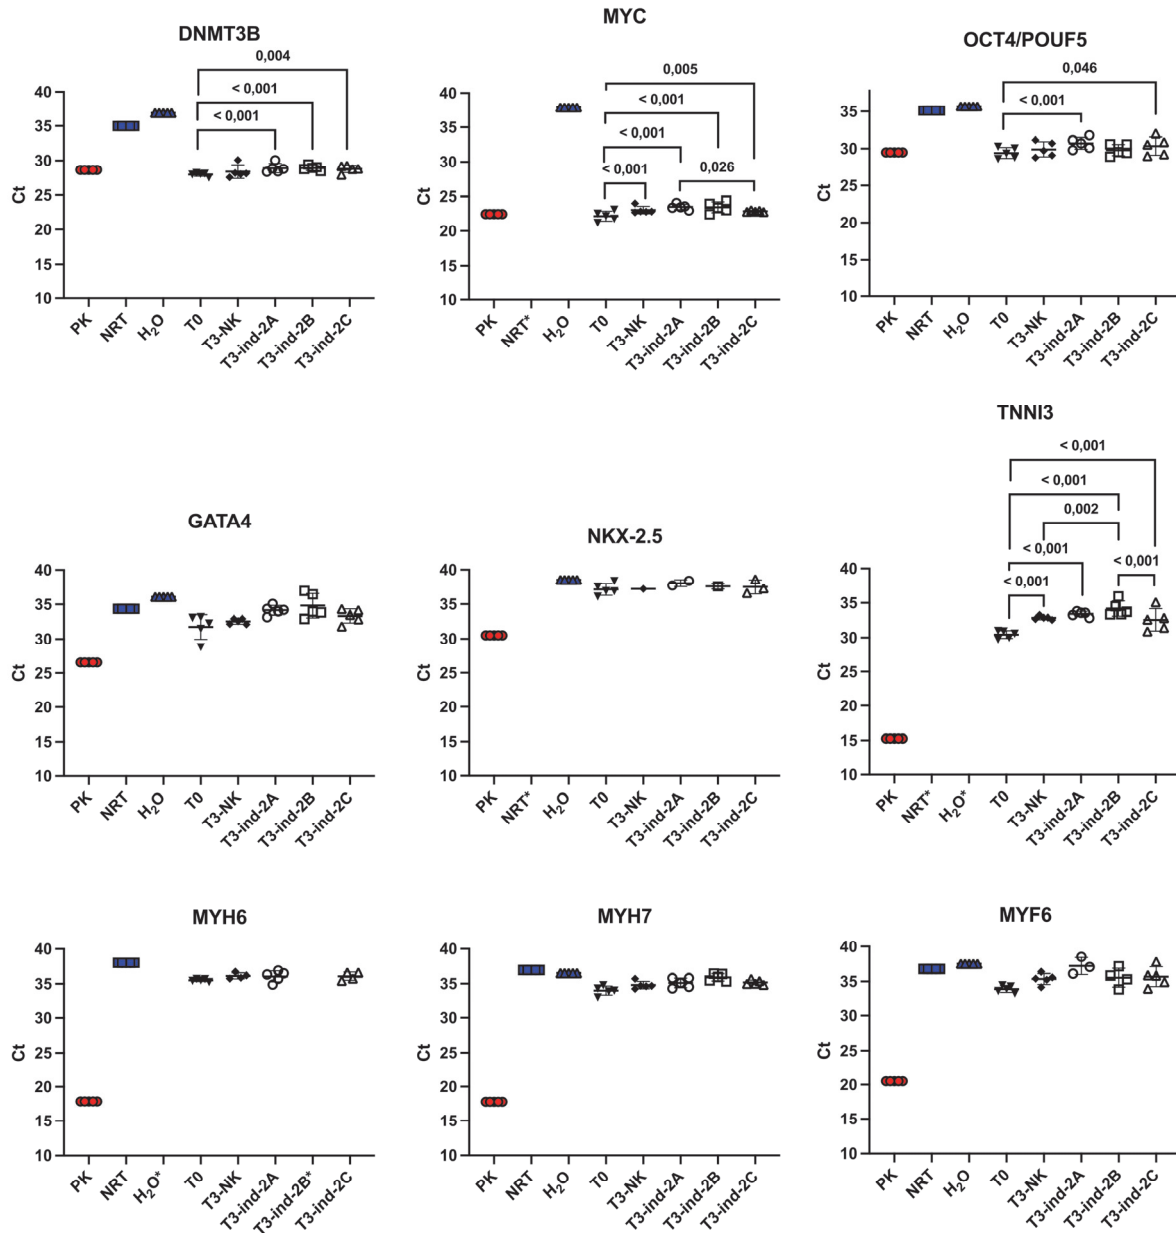 DNMT3B
0,004
< 0,001
< 0,001
Ct
40
35
30
25
20
15
10
PK
NRT
H₂O
T0
T3-NK
T3-ind-2A
T3-ind-2B
T3-ind-2C
MYC
0,005
< 0,001
< 0,001
< 0,001
0,026
Ct
40
35
30
25
20
15
10
PK
NRT*
H₂O
T0
T3-NK
T3-ind-2A
T3-ind-2B
T3-ind-2C
OCT4/POUF5
0,046
< 0,001
Ct
35
30
25
20
15
10
PK
NRT
H₂O
T0
T3-NK
T3-ind-2A
T3-ind-2B
T3-ind-2C
GATA4
Ct
40
35
30
25
20
15
10
PK
NRT
H₂O
T0
T3-NK
T3-ind-2A
T3-ind-2B
T3-ind-2C
NKX-2.5
Ct
40
35
30
25
20
15
10
PK
NRT*
H₂O
T0
T3-NK
T3-ind-2A
T3-ind-2B
T3-ind-2C
TNNI3
< 0,001
< 0,001
0,002
< 0,001
< 0,001
< 0,001
Ct
40
35
30
25
20
15
10
PK
NRT*
H₂O*
T0
T3-NK
T3-ind-2A
T3-ind-2B
T3-ind-2C
MYH6
Ct
40
35
30
25
20
15
10
PK
NRT
H₂O*
T0
T3-NK
T3-ind-2A
T3-ind-2B*
T3-ind-2C
MYH7
Ct
40
35
30
25
20
15
10
PK
NRT
H₂O
T0
T3-NK
T3-ind-2A
T3-ind-2B
T3-ind-2C
MYF6
Ct
40
35
30
25
20
15
10
PK
NRT
H₂O
T0
T3-NK
T3-ind-2A
T3-ind-2B
T3-ind-2C